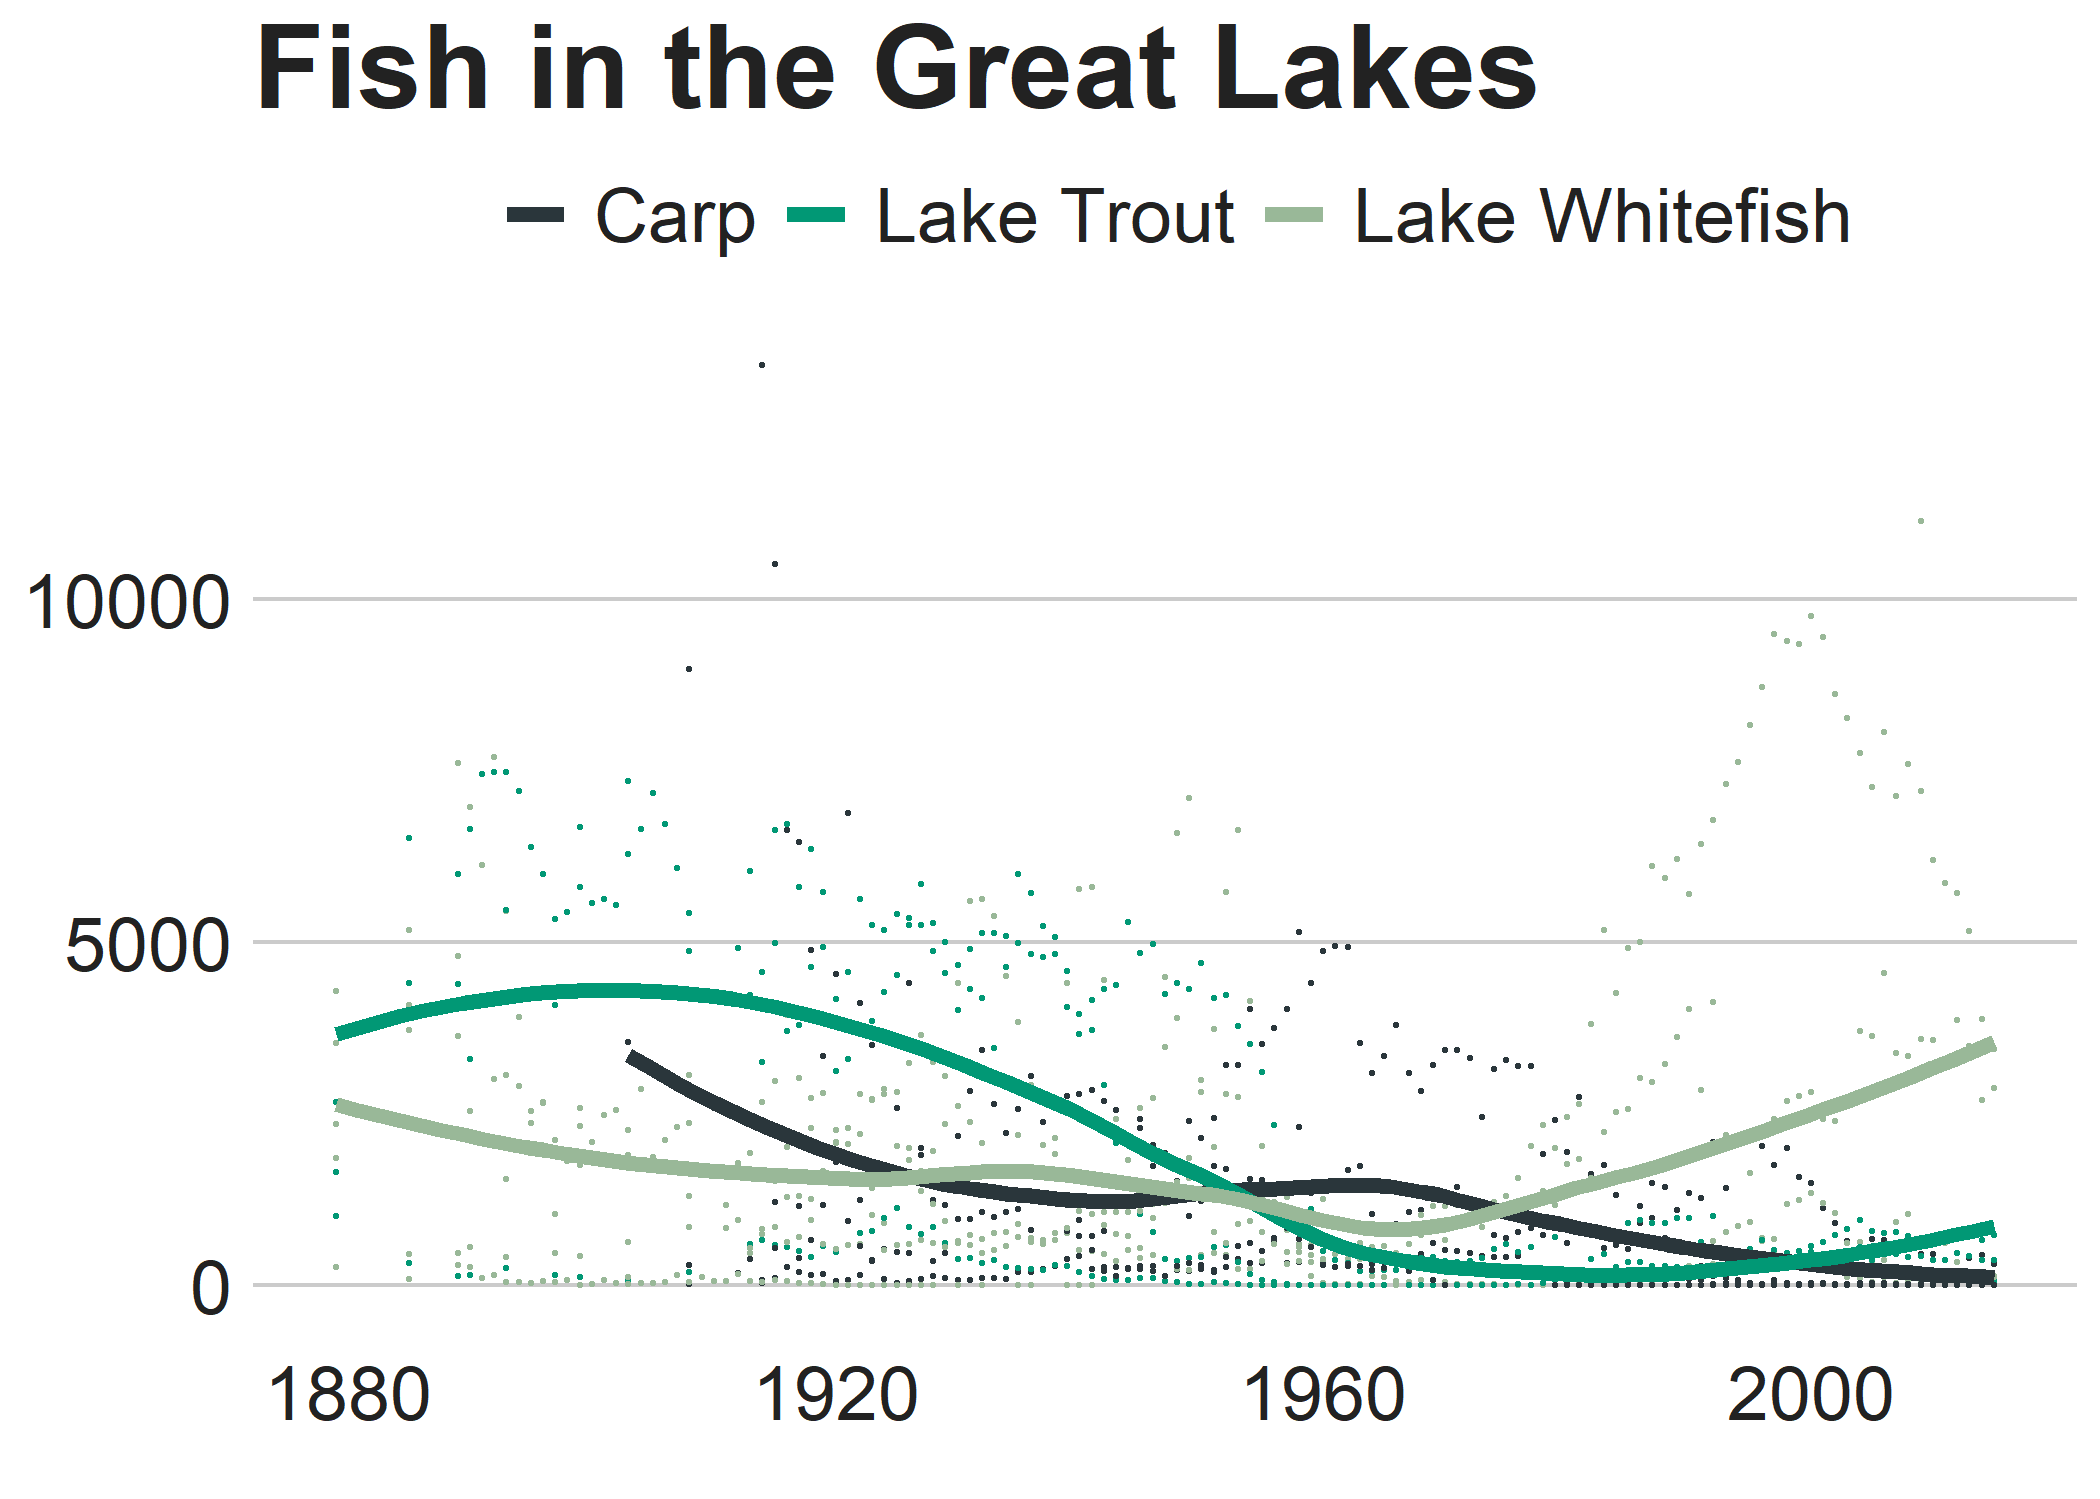 Fish in the Great Lakes
Carp Lake Trout Lake Whitefish
10000
5000
0
1880 1920 1960 2000